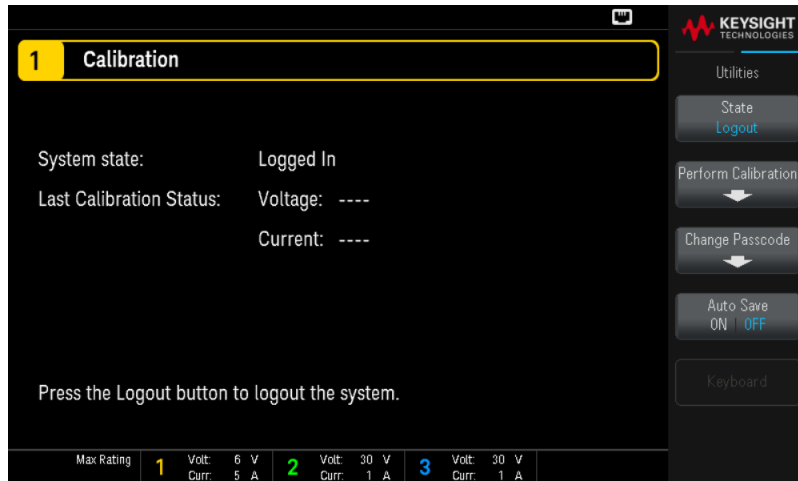 KEYSIGHT
TECHNOLOGIES
1 Calibration
Utilities
State
Logout
System state: Logged In
Last Calibration Status: Voltage: ----
Current: ----
Perform Calibration
Change Passcode
Auto Save
ON | OFF
Keyboard
Press the Logout button to logout the system.
Max Rating 1 Volt: 6 V 2 Volt: 30 V 3 Volt: 30 V
Curr: 5 A Curr: 1 A Curr: 1 A